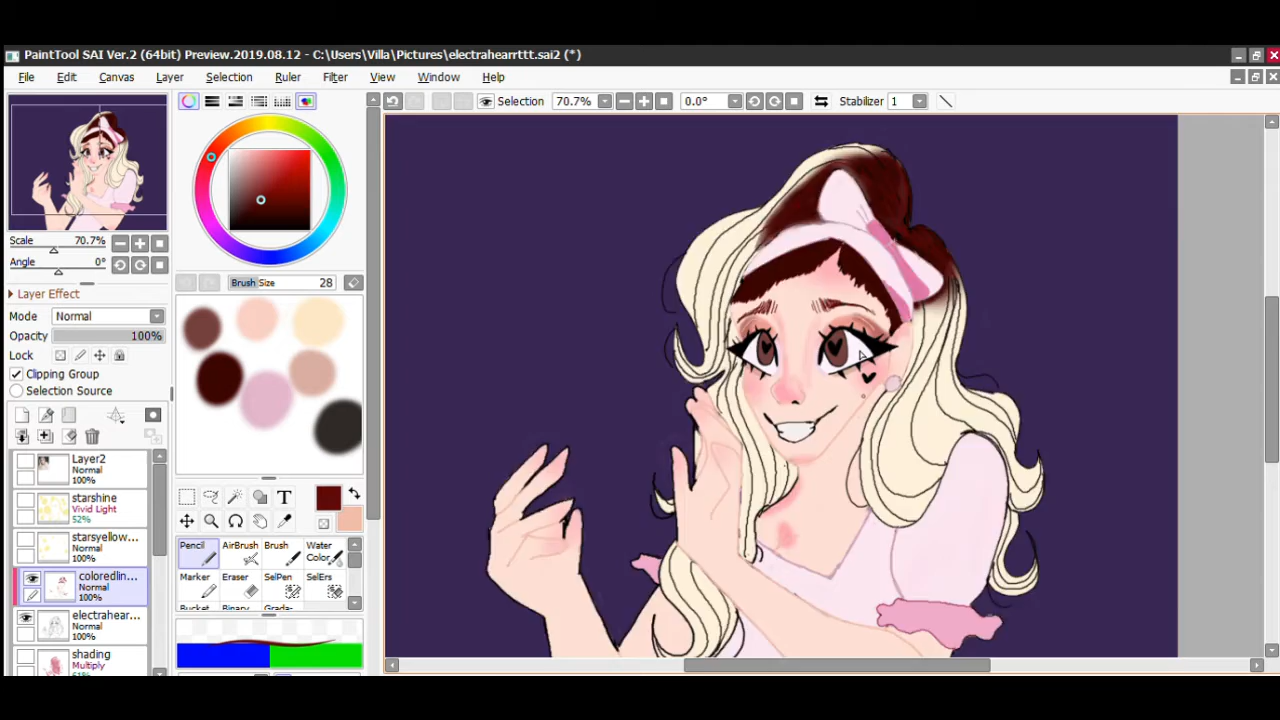 PaintTool SAI Ver.2 (64bit) Preview.2019.08.12 - C:\Users\Villa\Pictures\electrahearrttt.sai2 (*)
File Edit Canvas Layer Selection Ruler Filter View Window Help
Selection 70.7% 0.0° Stabilizer 1
Scale 70.7%
Angle 0°
Layer Effect
Mode Normal
Opacity 100%
Lock
Clipping Group
Selection Source
Layer2
Normal
100%
starshine
Vivid Light
52%
starsyellow...
Normal
100%
coloredlin...
Normal
100%
electrahear...
Normal
100%
shading
Multiply
Brush Size 28
T
Pencil AirBrush Brush Water Color
Marker Eraser SelPen SelErs
Bucket Binary Grada-